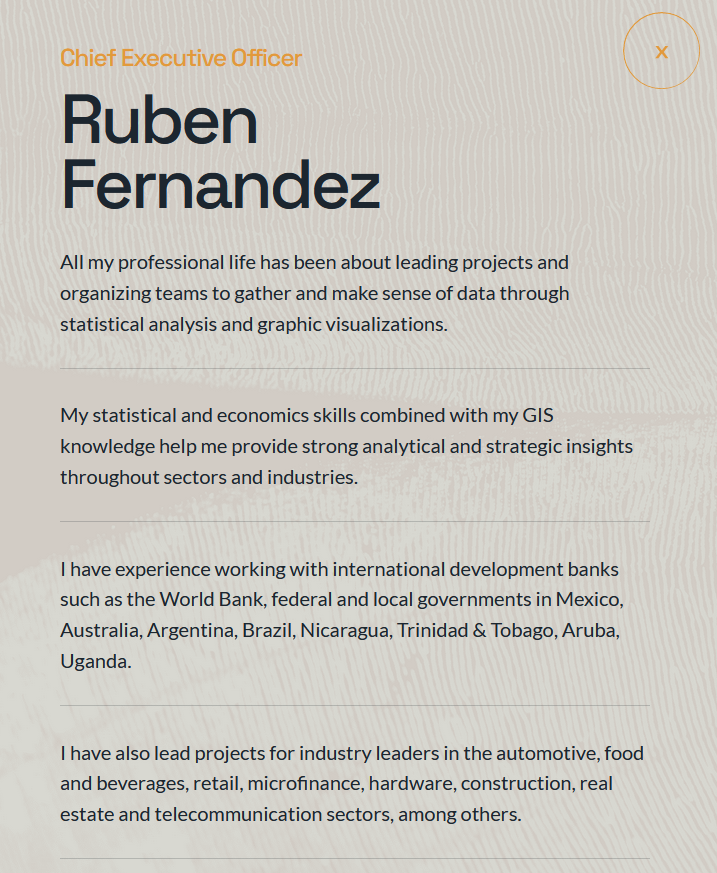 Chief Executive Officer
X
Ruben
Fernandez
All my professional life has been about leading projects and
organizing teams to gather and make sense of data through
statistical analysis and graphic visualizations.
My statistical and economics skills combined with my GIS
knowledge help me provide strong analytical and strategic insights
throughout sectors and industries.
I have experience working with international development banks
such as the World Bank, federal and local governments in Mexico,
Australia, Argentina, Brazil, Nicaragua, Trinidad & Tobago, Aruba,
Uganda.
I have also lead projects for industry leaders in the automotive, food
and beverages, retail, microfinance, hardware, construction, real
estate and telecommunication sectors, among others.